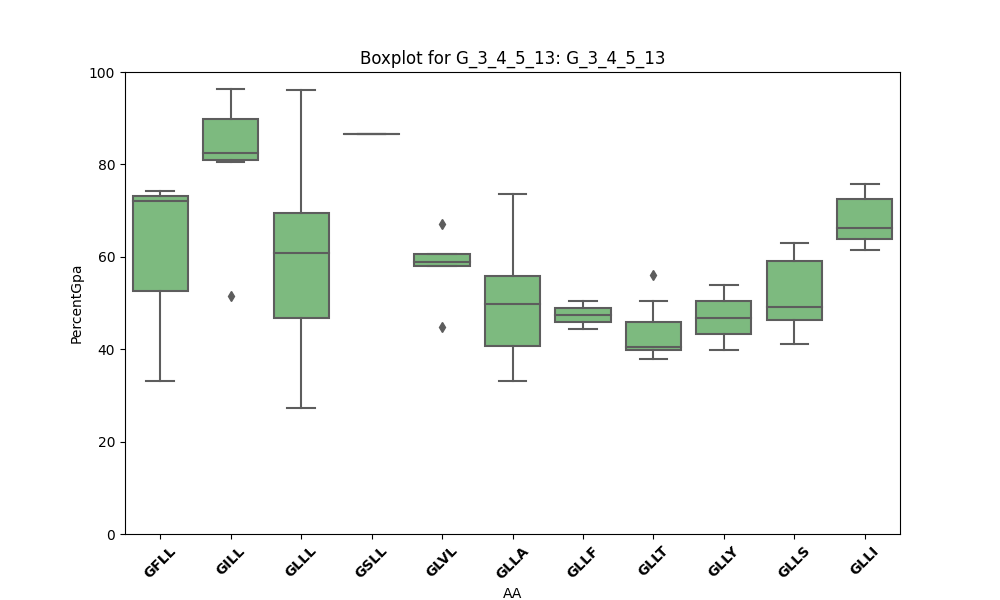 Boxplot for G_3_4_5_13: G_3_4_5_13
PercentGpa
100
80
60
40
20
0
GFLL GILL GLLL GSLL GLVL GLLA GLLF GLLT GLLY GLLS GLLI
AA